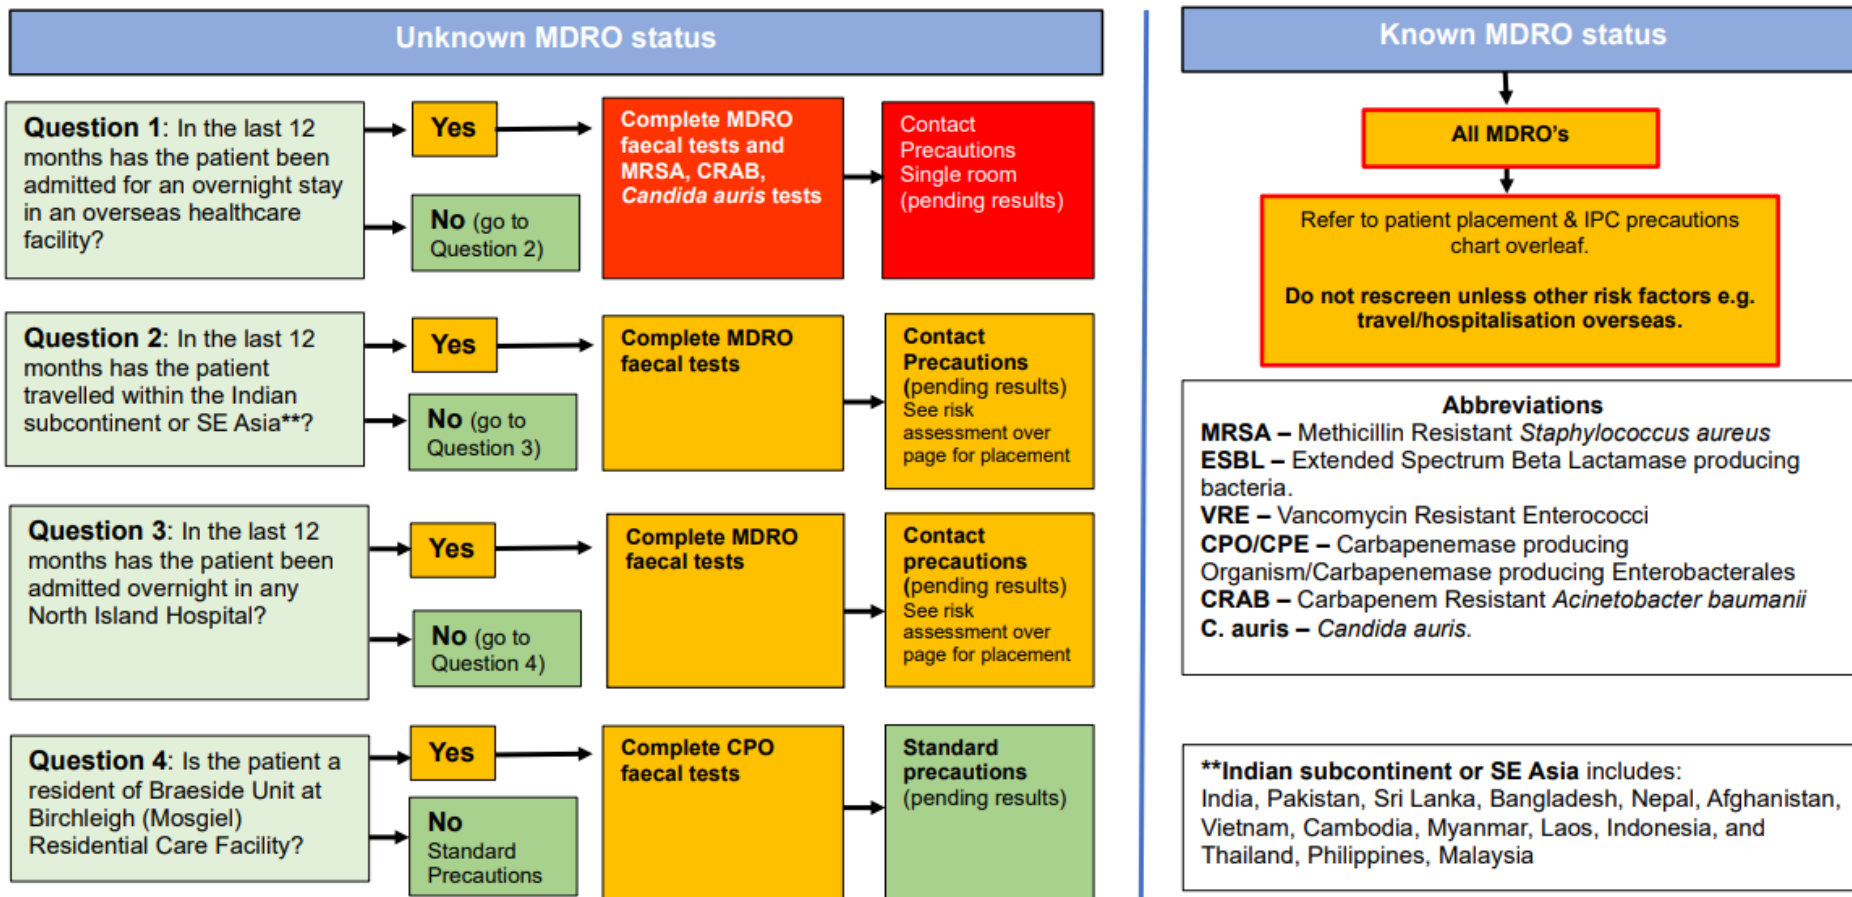 Unknown MDRO status
Question 1: In the last 12
months has the patient been
admitted for an overnight stay
in an overseas healthcare
facility?
Yes
No (go to
Question 2)
Complete MDRO
faecal tests and
MRSA, CRAB,
Candida auris tests
Contact
Precautions
Single room
(pending results)
Question 2: In the last 12
months has the patient
travelled within the Indian
subcontinent or SE Asia**?
Yes
No (go to
Question 3)
Complete MDRO
faecal tests
Contact
Precautions
(pending results)
See risk
assessment over
page for placement
Question 3: In the last 12
months has the patient been
admitted overnight in any
North Island Hospital?
Yes
No (go to
Question 4)
Complete MDRO
faecal tests
Contact
precautions
(pending results)
See risk
assessment over
page for placement
Question 4: Is the patient a
resident of Braeside Unit at
Birchleigh (Mosgiel)
Residential Care Facility?
Yes
No
Standard
Precautions
Complete CPO
faecal tests
Standard
precautions
(pending results)
Known MDRO status
All MDRO's
Refer to patient placement & IPC precautions
chart overleaf.
Do not rescreen unless other risk factors e.g.
travel/hospitalisation overseas.
Abbreviations
MRSA – Methicillin Resistant Staphylococcus aureus
ESBL – Extended Spectrum Beta Lactamase producing
bacteria.
VRE – Vancomycin Resistant Enterococci
CPO/CPE – Carbapenemase producing
Organism/Carbapenemase producing Enterobacterales
CRAB – Carbapenem Resistant Acinetobacter baumanii
C. auris – Candida auris.
**Indian subcontinent or SE Asia includes:
India, Pakistan, Sri Lanka, Bangladesh, Nepal, Afghanistan,
Vietnam, Cambodia, Myanmar, Laos, Indonesia, and
Thailand, Philippines, Malaysia